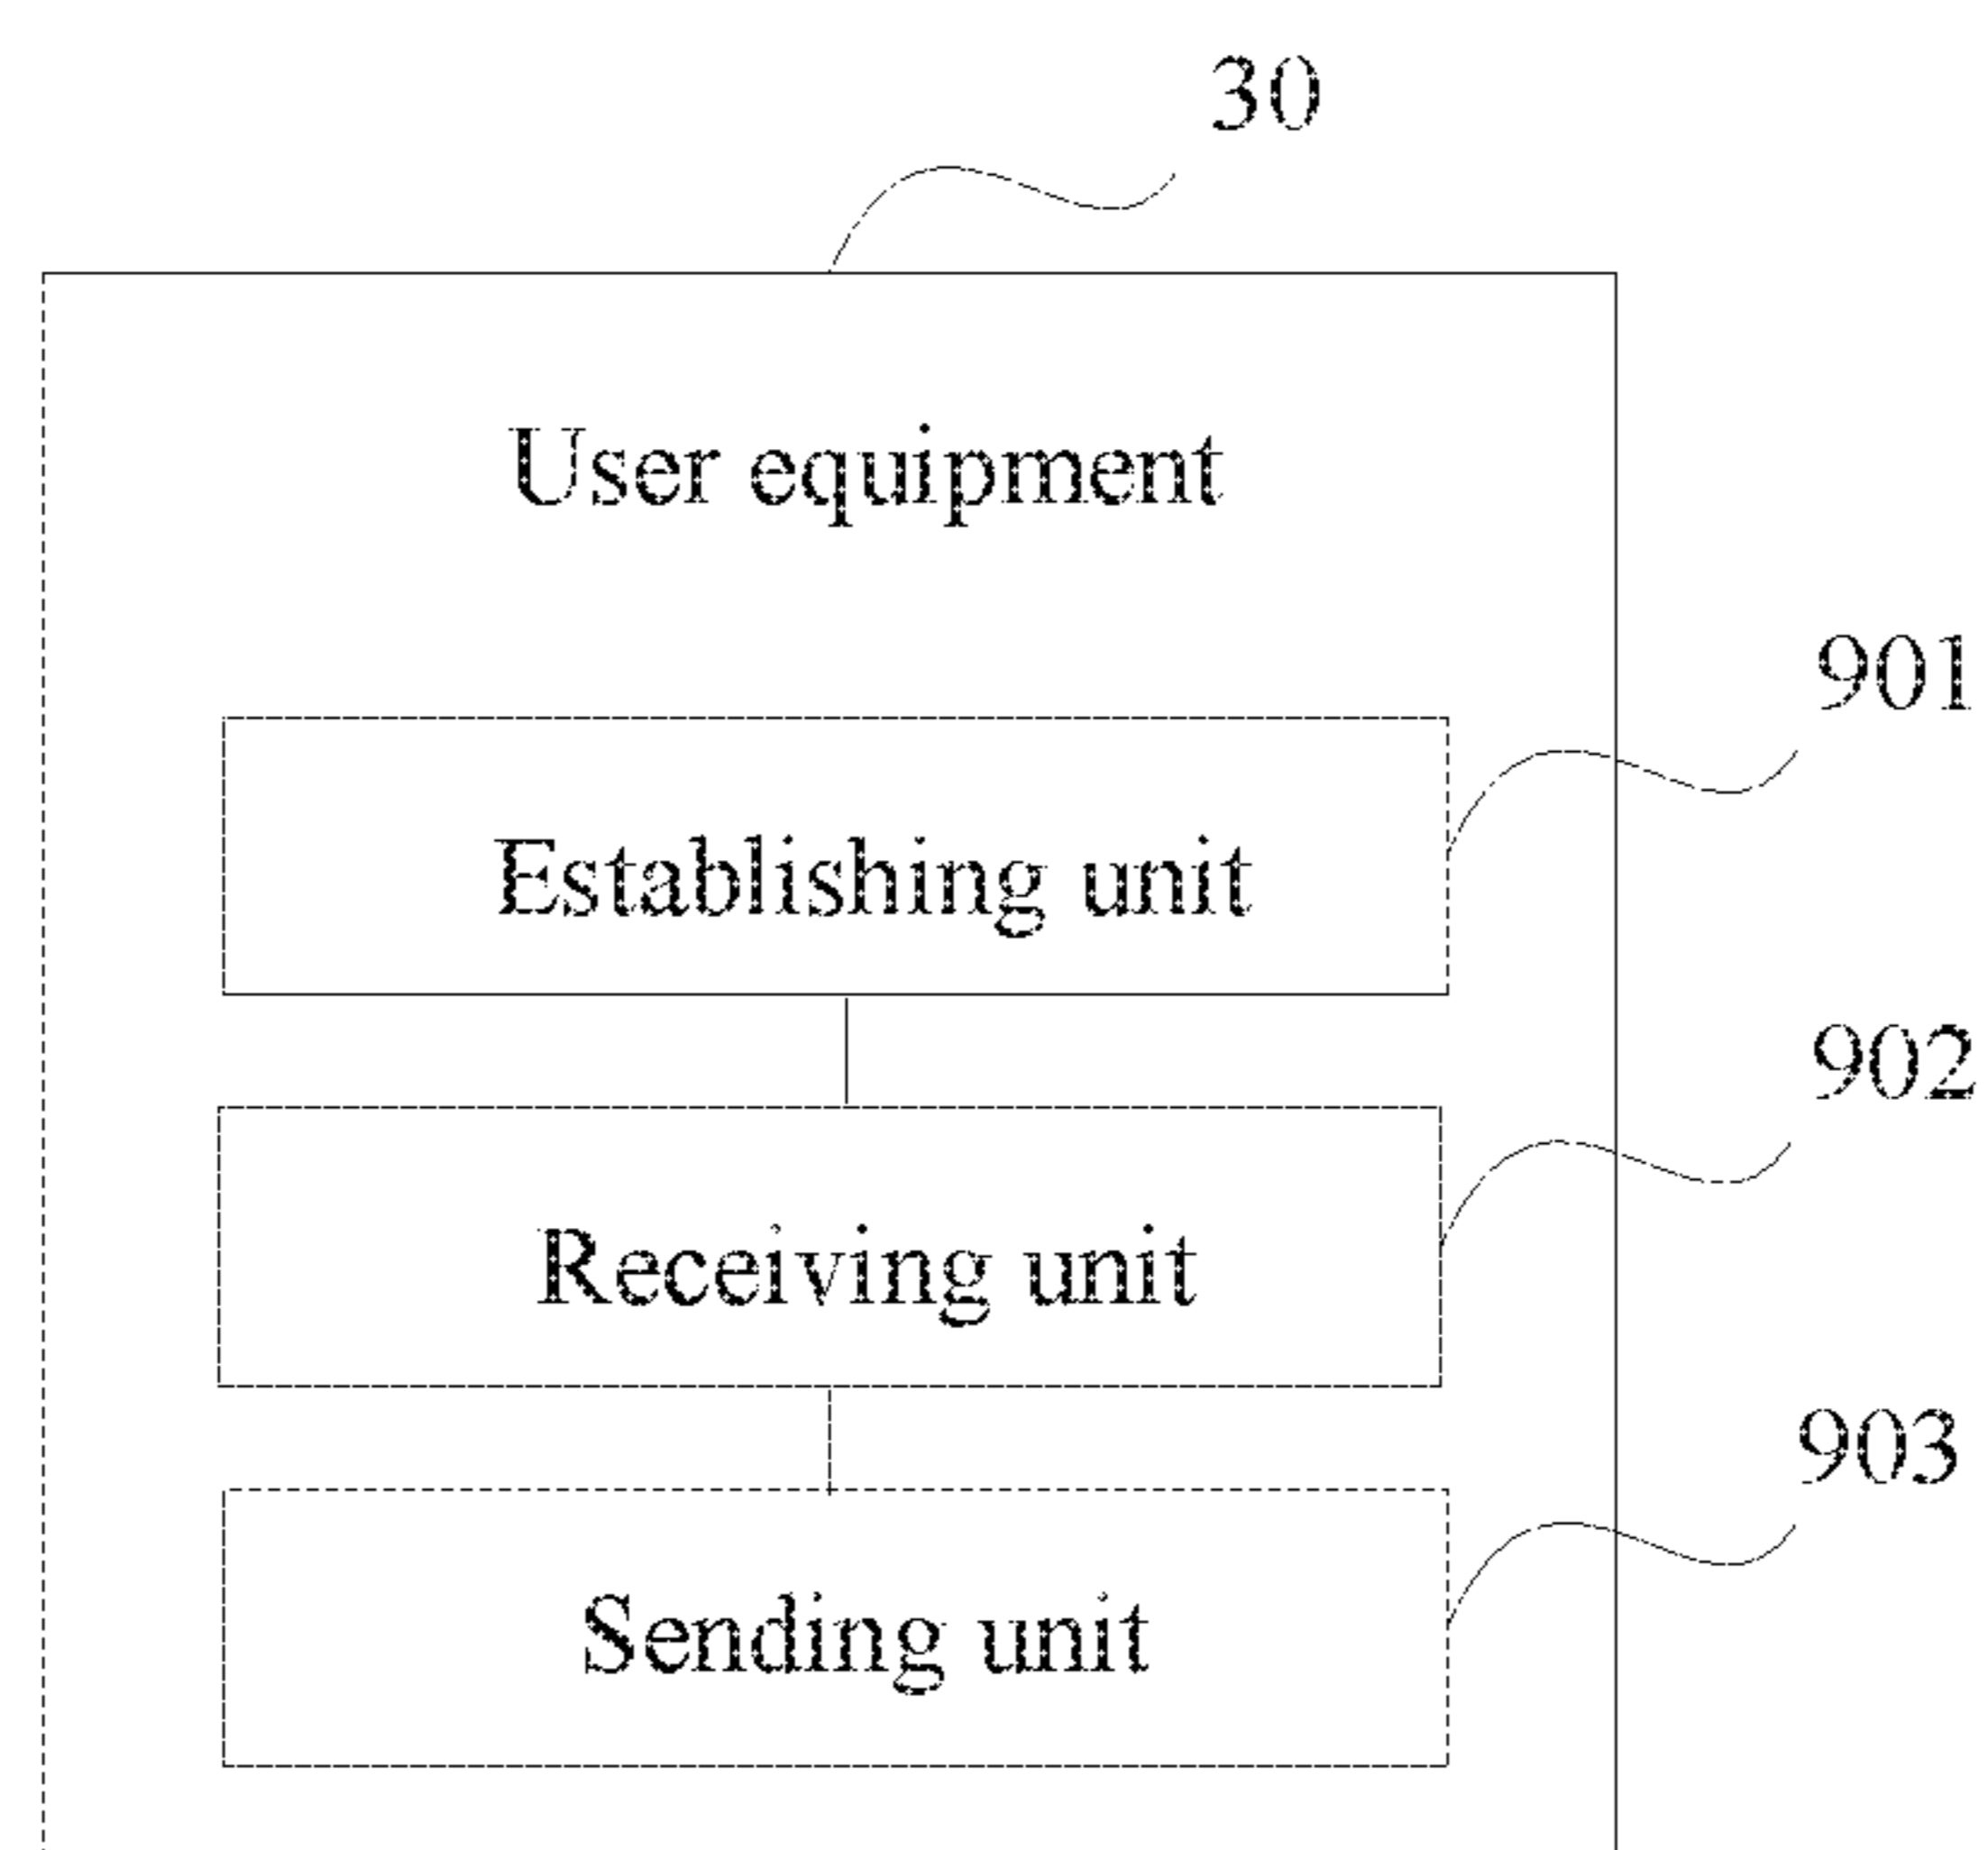 30
User equipment
901
Establishing unit
902
Receiving unit
903
Sending unit